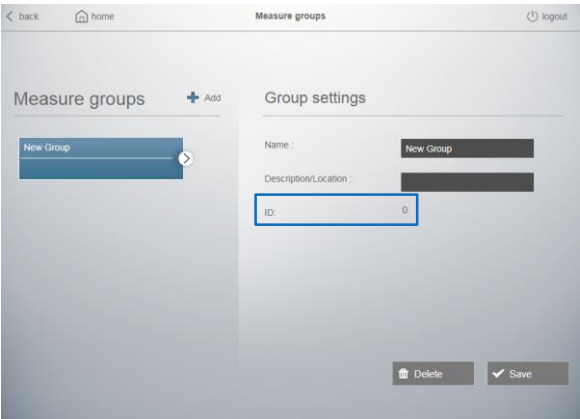 back home Measure groups logout
Measure groups Add Group settings
New Group
Name : New Group
Description/Location :
ID: 0
Delete Save